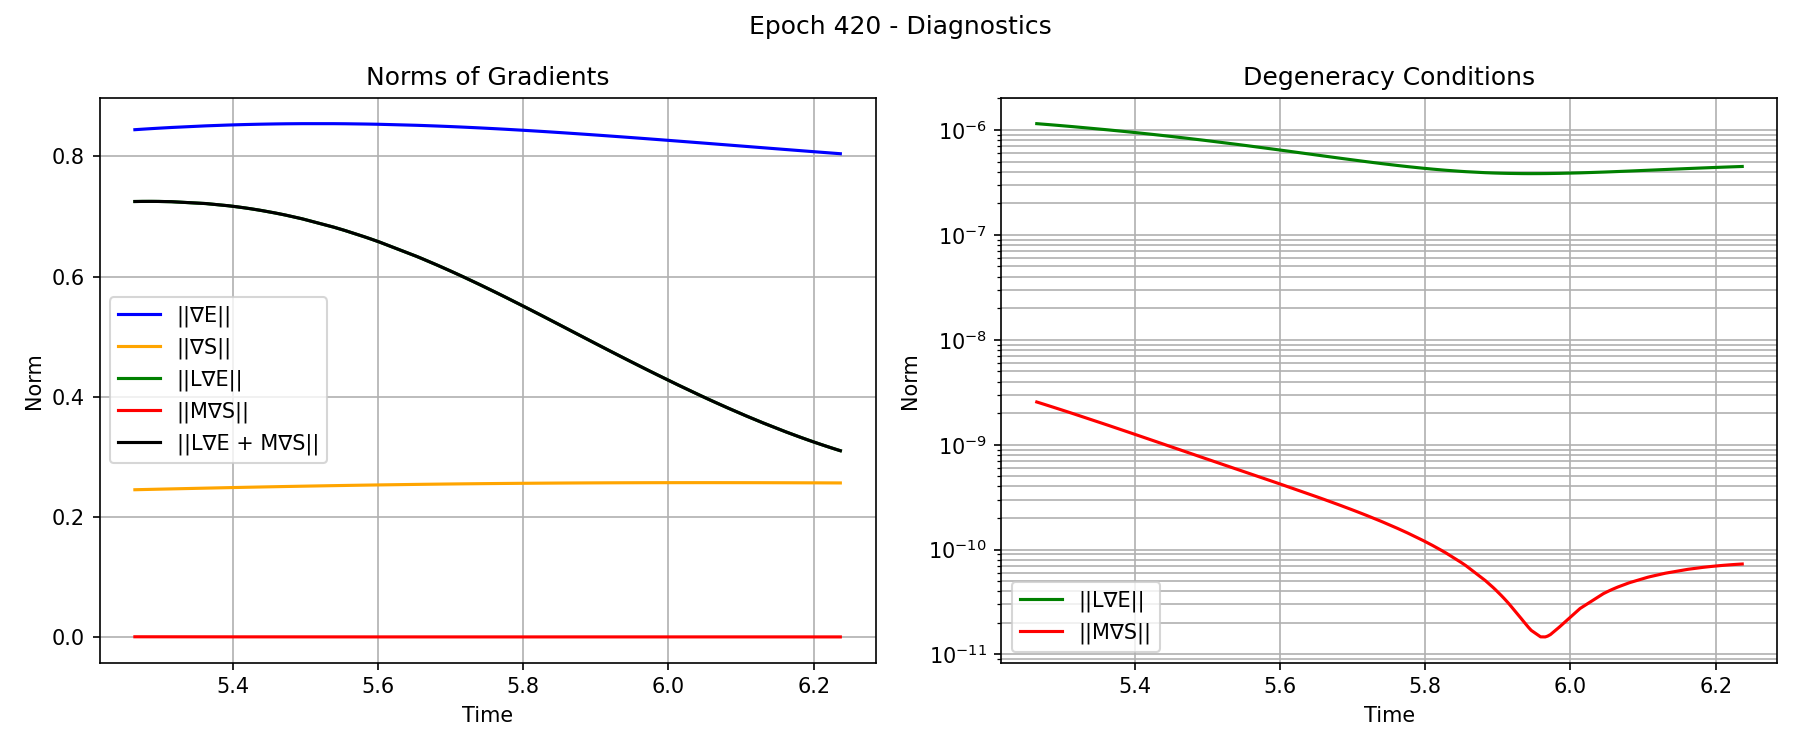 Epoch 420 - Diagnostics
Norms of Gradients
Norm
0.8
0.6
0.4
0.2
0.0
||∇E||
||∇S||
||L∇E||
||M∇S||
||L∇E + M∇S||
5.4 5.6 5.8 6.0 6.2
Time
Degeneracy Conditions
Norm
10⁻⁶
10⁻⁷
10⁻⁸
10⁻⁹
10⁻¹⁰
10⁻¹¹
||L∇E||
||M∇S||
5.4 5.6 5.8 6.0 6.2
Time